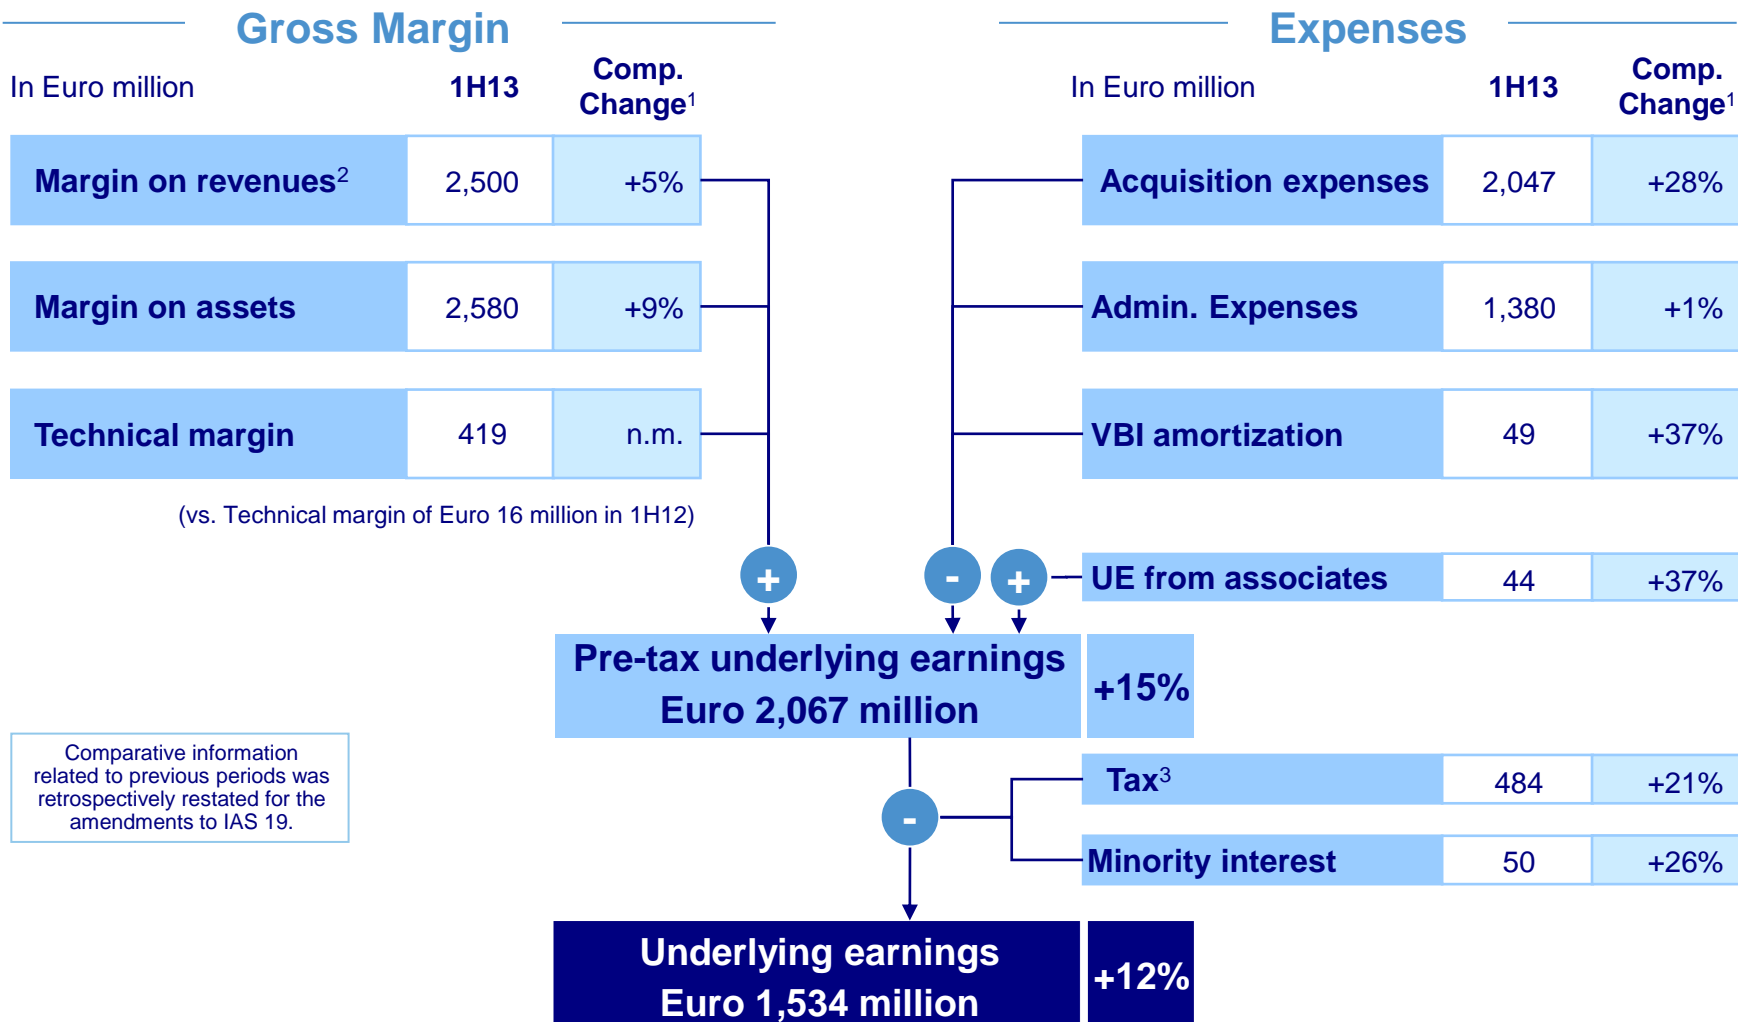 Gross Margin
In Euro million 1H13 Comp. Change¹
Margin on revenues² 2,500 +5%
Margin on assets 2,580 +9%
Technical margin 419 n.m.
(vs. Technical margin of Euro 16 million in 1H12)
Expenses
In Euro million 1H13 Comp. Change¹
Acquisition expenses 2,047 +28%
Admin. Expenses 1,380 +1%
VBI amortization 49 +37%
+ - +
UE from associates 44 +37%
Pre-tax underlying earnings
Euro 2,067 million
+15%
Comparative information
related to previous periods was
retrospectively restated for the
amendments to IAS 19.
-
Tax³ 484 +21%
Minority interest 50 +26%
Underlying earnings
Euro 1,534 million
+12%